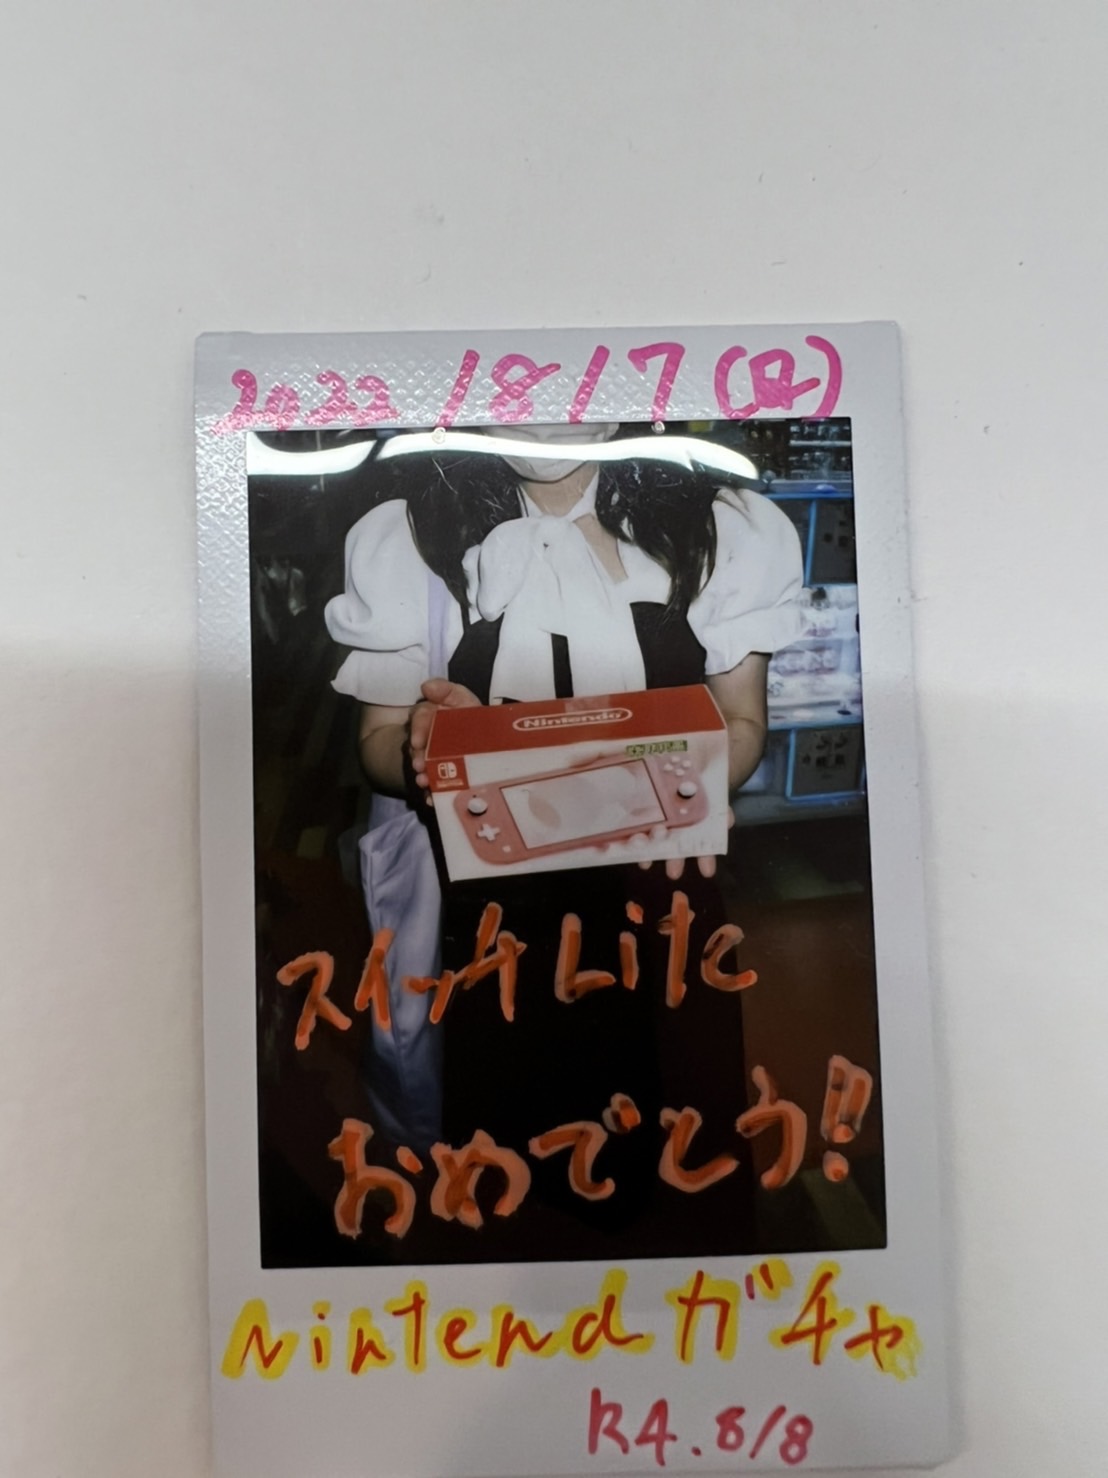 2022/8/7(日)
Nintendo
スイッチLite
おめでとう!!
Nintendガチャ
R4.8/8